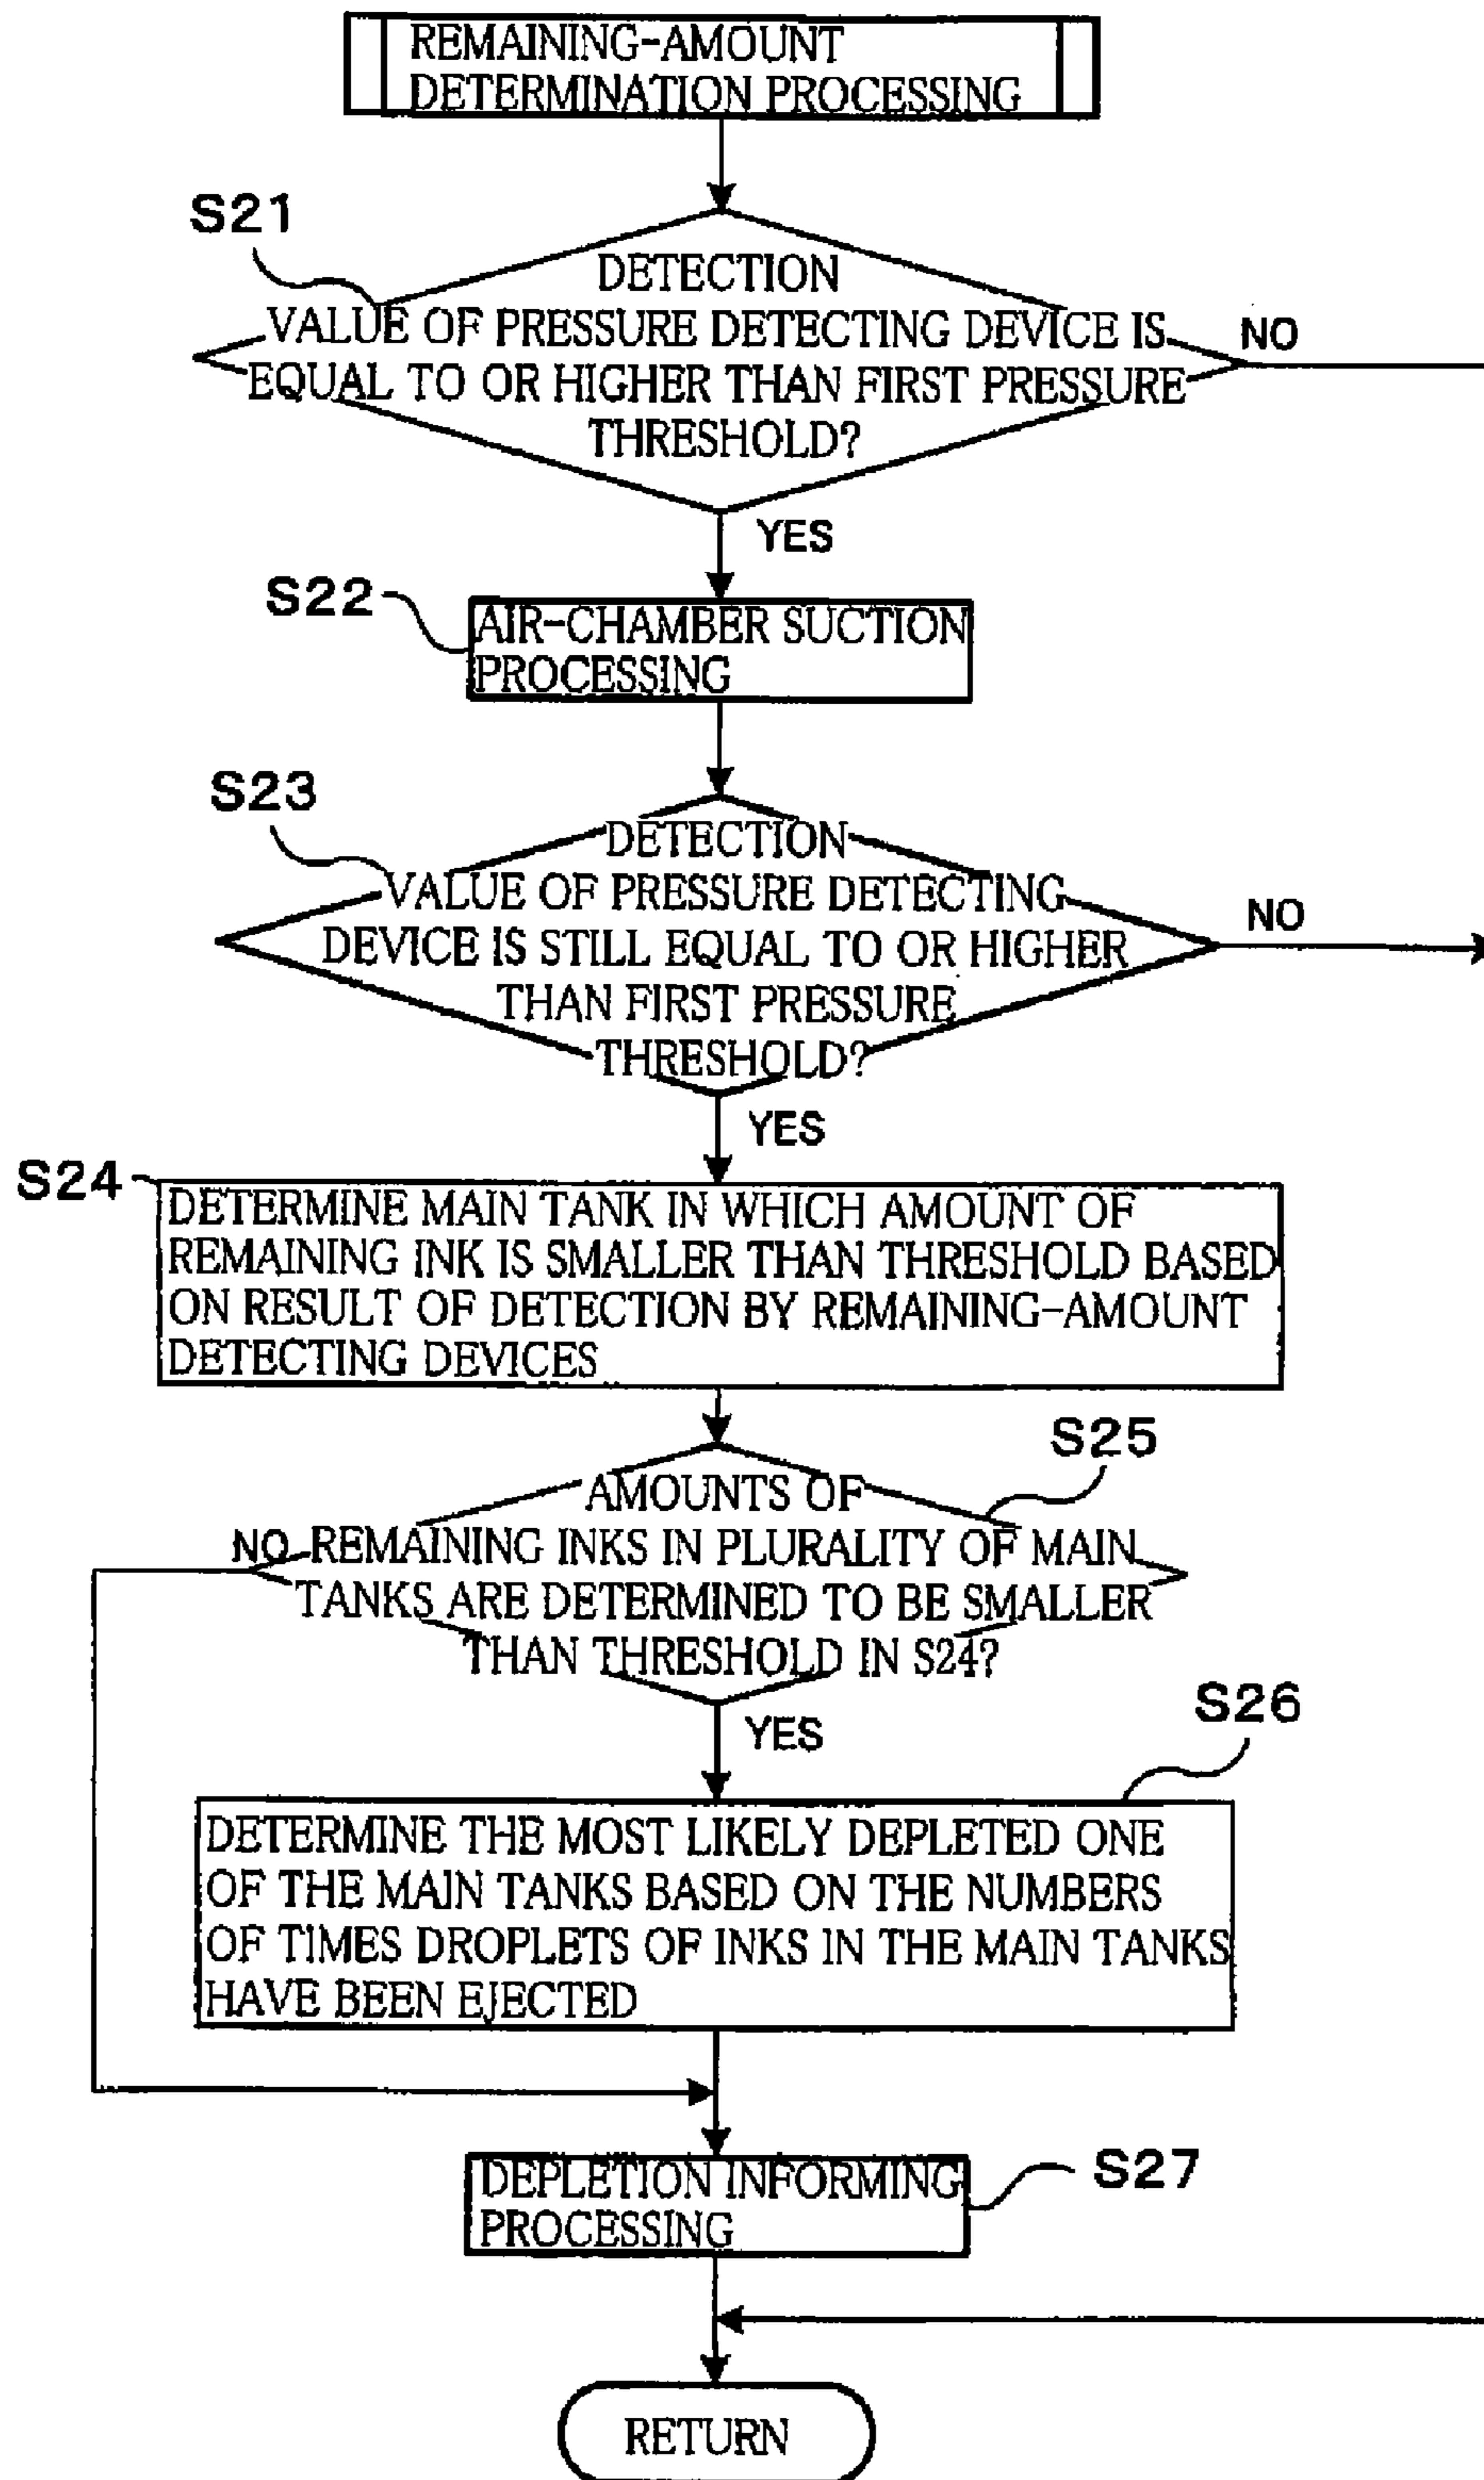 REMAINING-AMOUNT
DETERMINATION PROCESSING
S21
DETECTION
VALUE OF PRESSURE DETECTING DEVICE IS
EQUAL TO OR HIGHER THAN FIRST PRESSURE
THRESHOLD?
NO
YES
S22
AIR-CHAMBER SUCTION
PROCESSING
S23
DETECTION
VALUE OF PRESSURE DETECTING
DEVICE IS STILL EQUAL TO OR HIGHER
THAN FIRST PRESSURE
THRESHOLD?
NO
YES
S24
DETERMINE MAIN TANK IN WHICH AMOUNT OF
REMAINING INK IS SMALLER THAN THRESHOLD BASED
ON RESULT OF DETECTION BY REMAINING-AMOUNT
DETECTING DEVICES
S25
AMOUNTS OF
REMAINING INKS IN PLURALITY OF MAIN
TANKS ARE DETERMINED TO BE SMALLER
THAN THRESHOLD IN S24?
NO
YES
S26
DETERMINE THE MOST LIKELY DEPLETED ONE
OF THE MAIN TANKS BASED ON THE NUMBERS
OF TIMES DROPLETS OF INKS IN THE MAIN TANKS
HAVE BEEN EJECTED
S27
DEPLETION INFORMING
PROCESSING
RETURN